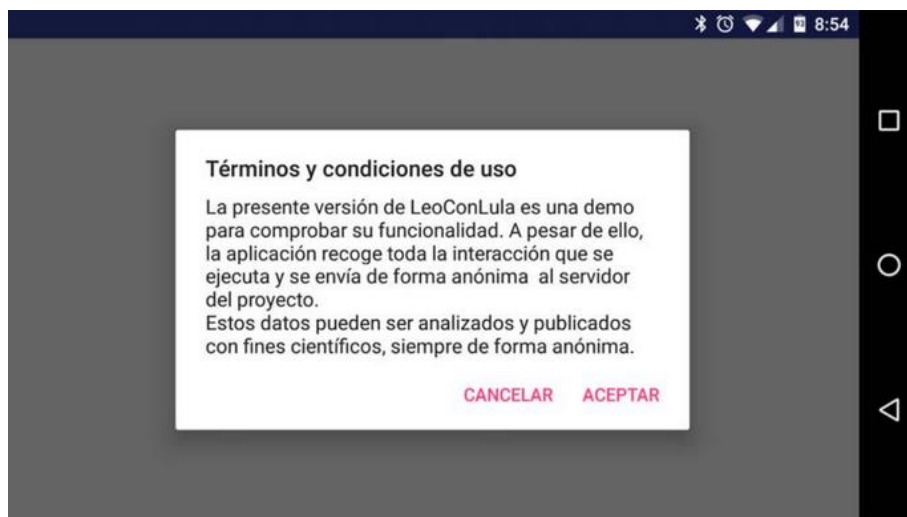 8:54
Términos y condiciones de uso
La presente versión de LeoConLula es una demo
para comprobar su funcionalidad. A pesar de ello,
la aplicación recoge toda la interacción que se
ejecuta y se envía de forma anónima  al servidor
del proyecto.
Estos datos pueden ser analizados y publicados
con fines científicos, siempre de forma anónima.
CANCELAR ACEPTAR